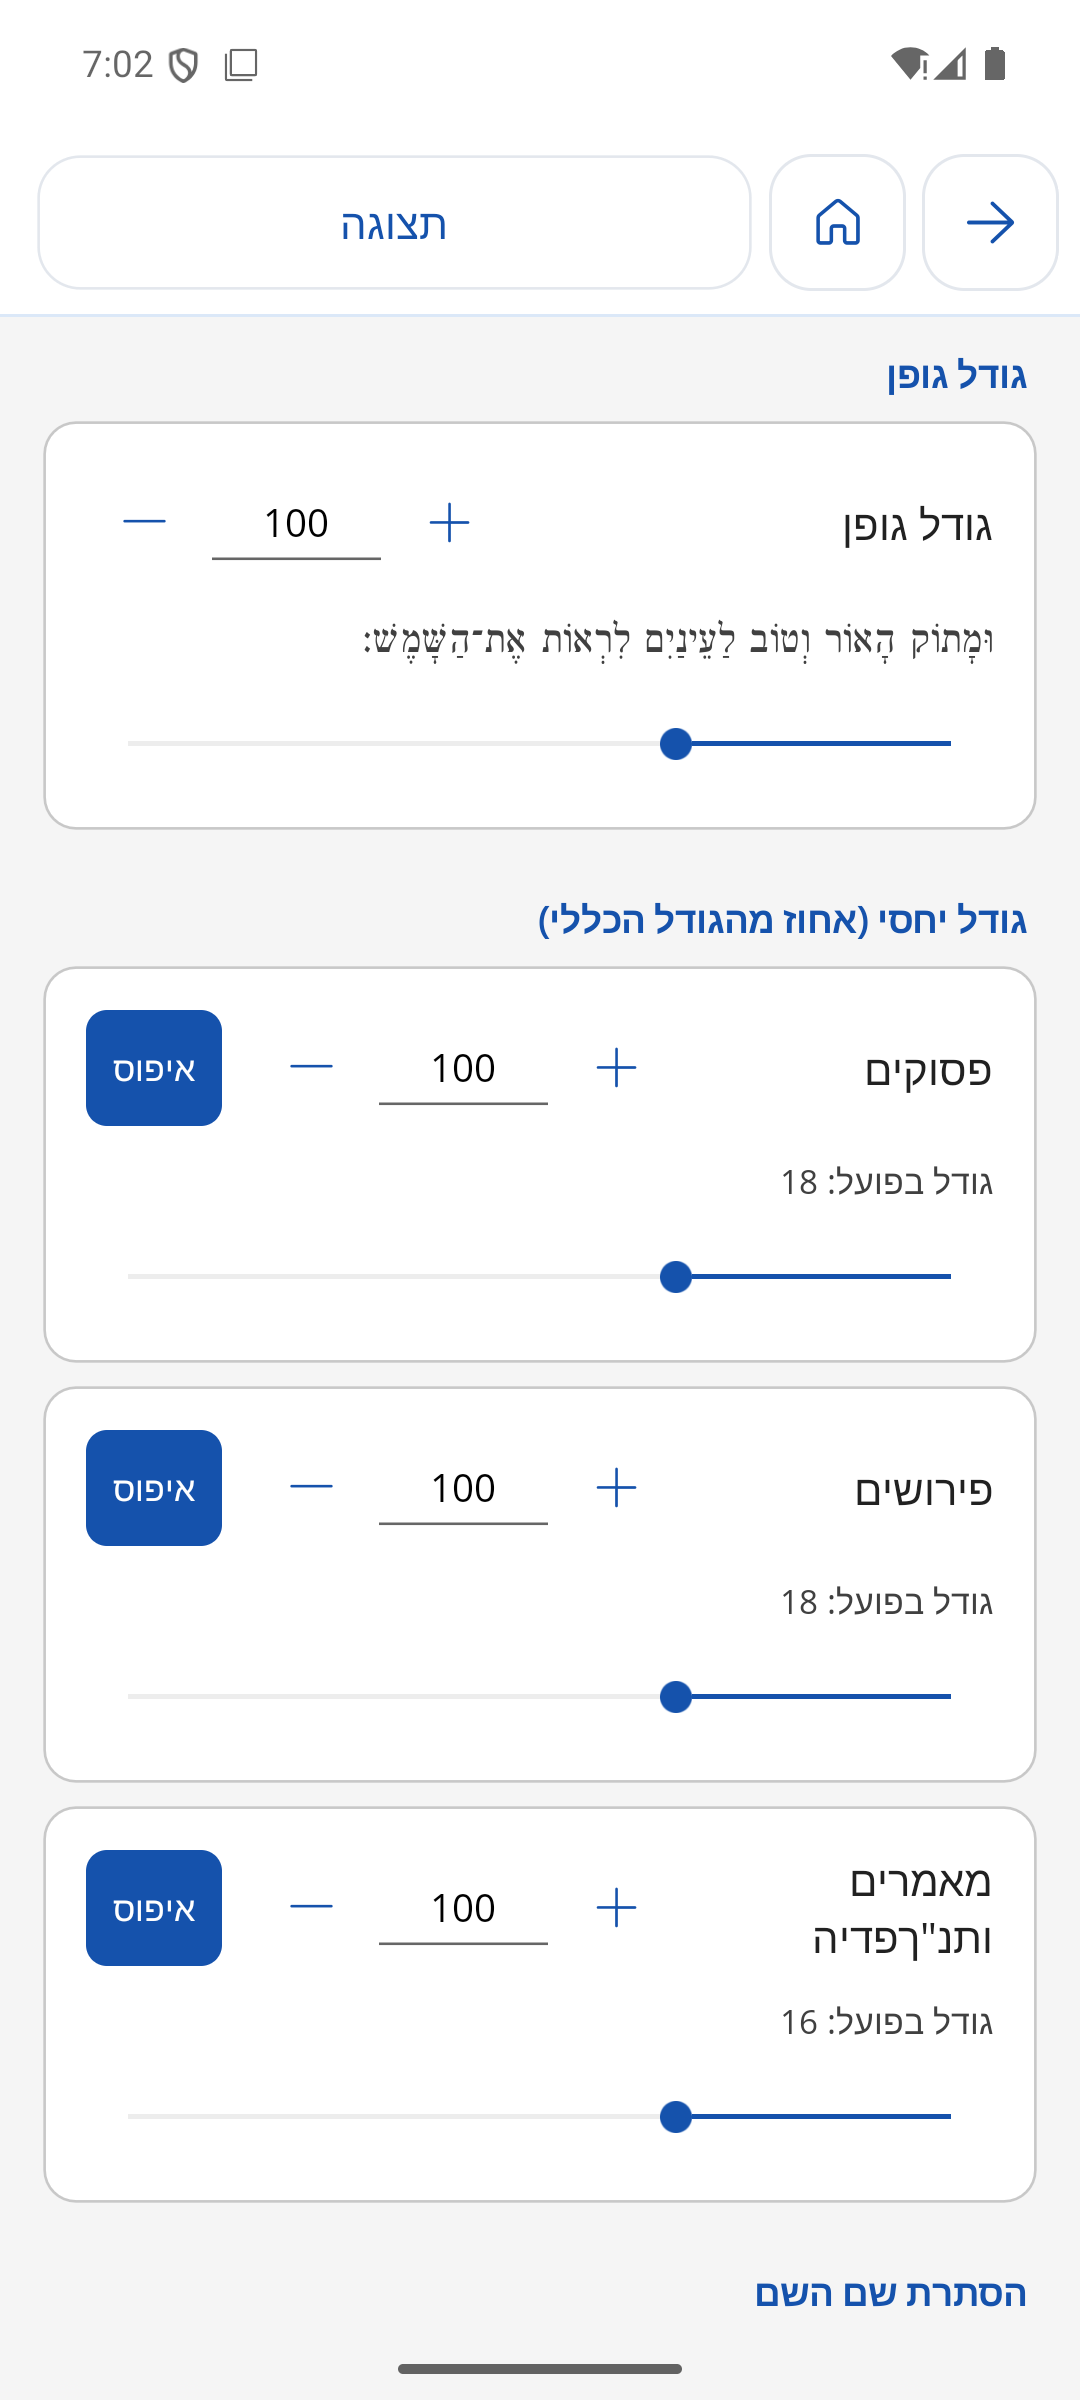 7:02
תצוגה
גודל גופן
גודל גופן
100
וּמָתוֹק הָאוֹר וְטוֹב לַעֵינַיִם לִרְאוֹת אֶת־הַשָּׁמֶשׁ:
גודל יחסי (אחוז מהגודל הכללי)
פסוקים
100
איפוס
גודל בפועל: 18
פירושים
100
איפוס
גודל בפועל: 18
מאמרים
ותנ"ךפדיה
100
איפוס
גודל בפועל: 16
הסתרת שם השם